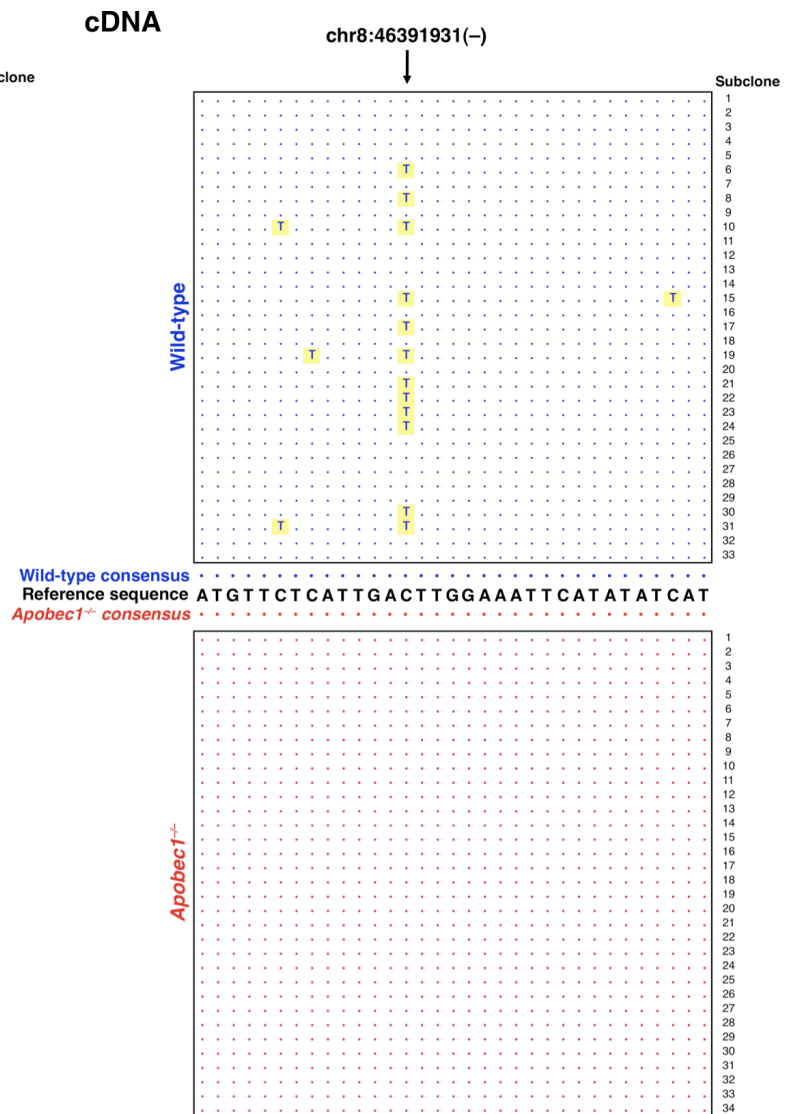 cDNA
chr8:46391931(–)
clone
Subclone
1
2
3
4
5
T 6
7
T 8
9
T T 10
11
12
13
14
T T 15
16
T 17
18
T T 19
20
T 21
T 22
T 23
T 24
25
26
27
28
29
T 30
T T 31
32
33
Wild-type
Wild-type consensus
Reference sequence A T G T T C T C A T T G A C T T G G A A A T T C A T A T A T C A T
Apobec1–/– consensus
1
2
3
4
5
6
7
8
9
10
11
12
13
14
15
16
17
18
19
20
21
22
23
24
25
26
27
28
29
30
31
32
33
34
Apobec1–/–